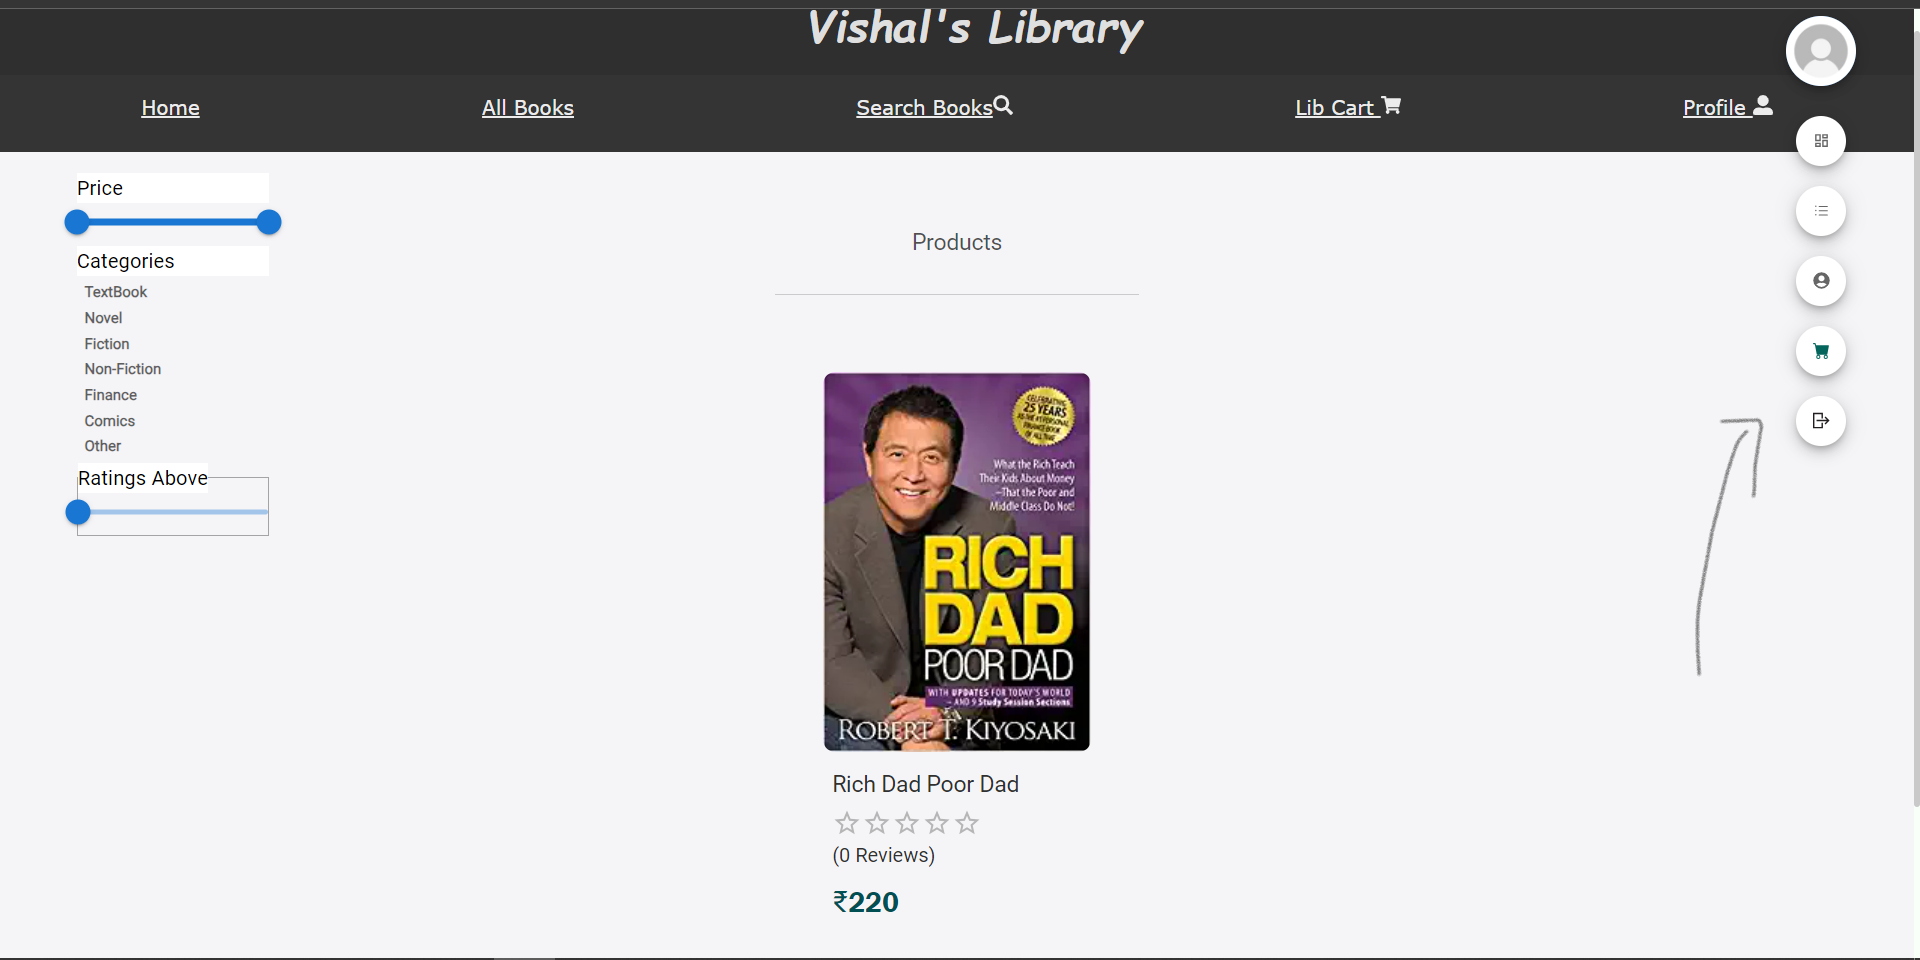 Vishal's Library
Home
All Books
Search Books
Lib Cart
Profile
Price
Categories
TextBook
Novel
Fiction
Non-Fiction
Finance
Comics
Other
Ratings Above
Products
CELEBRATING
25 YEARS
AS THE #1 PERSONAL
FINANCE BOOK
OF ALL TIME
What the Rich Teach
Their Kids About Money
—That the Poor and
Middle Class Do Not!
RICH
DAD
POOR DAD
WITH UPDATES FOR TODAY'S WORLD
— AND 9 Study Session Sections
ROBERT T. KIYOSAKI
Rich Dad Poor Dad
(0 Reviews)
₹220